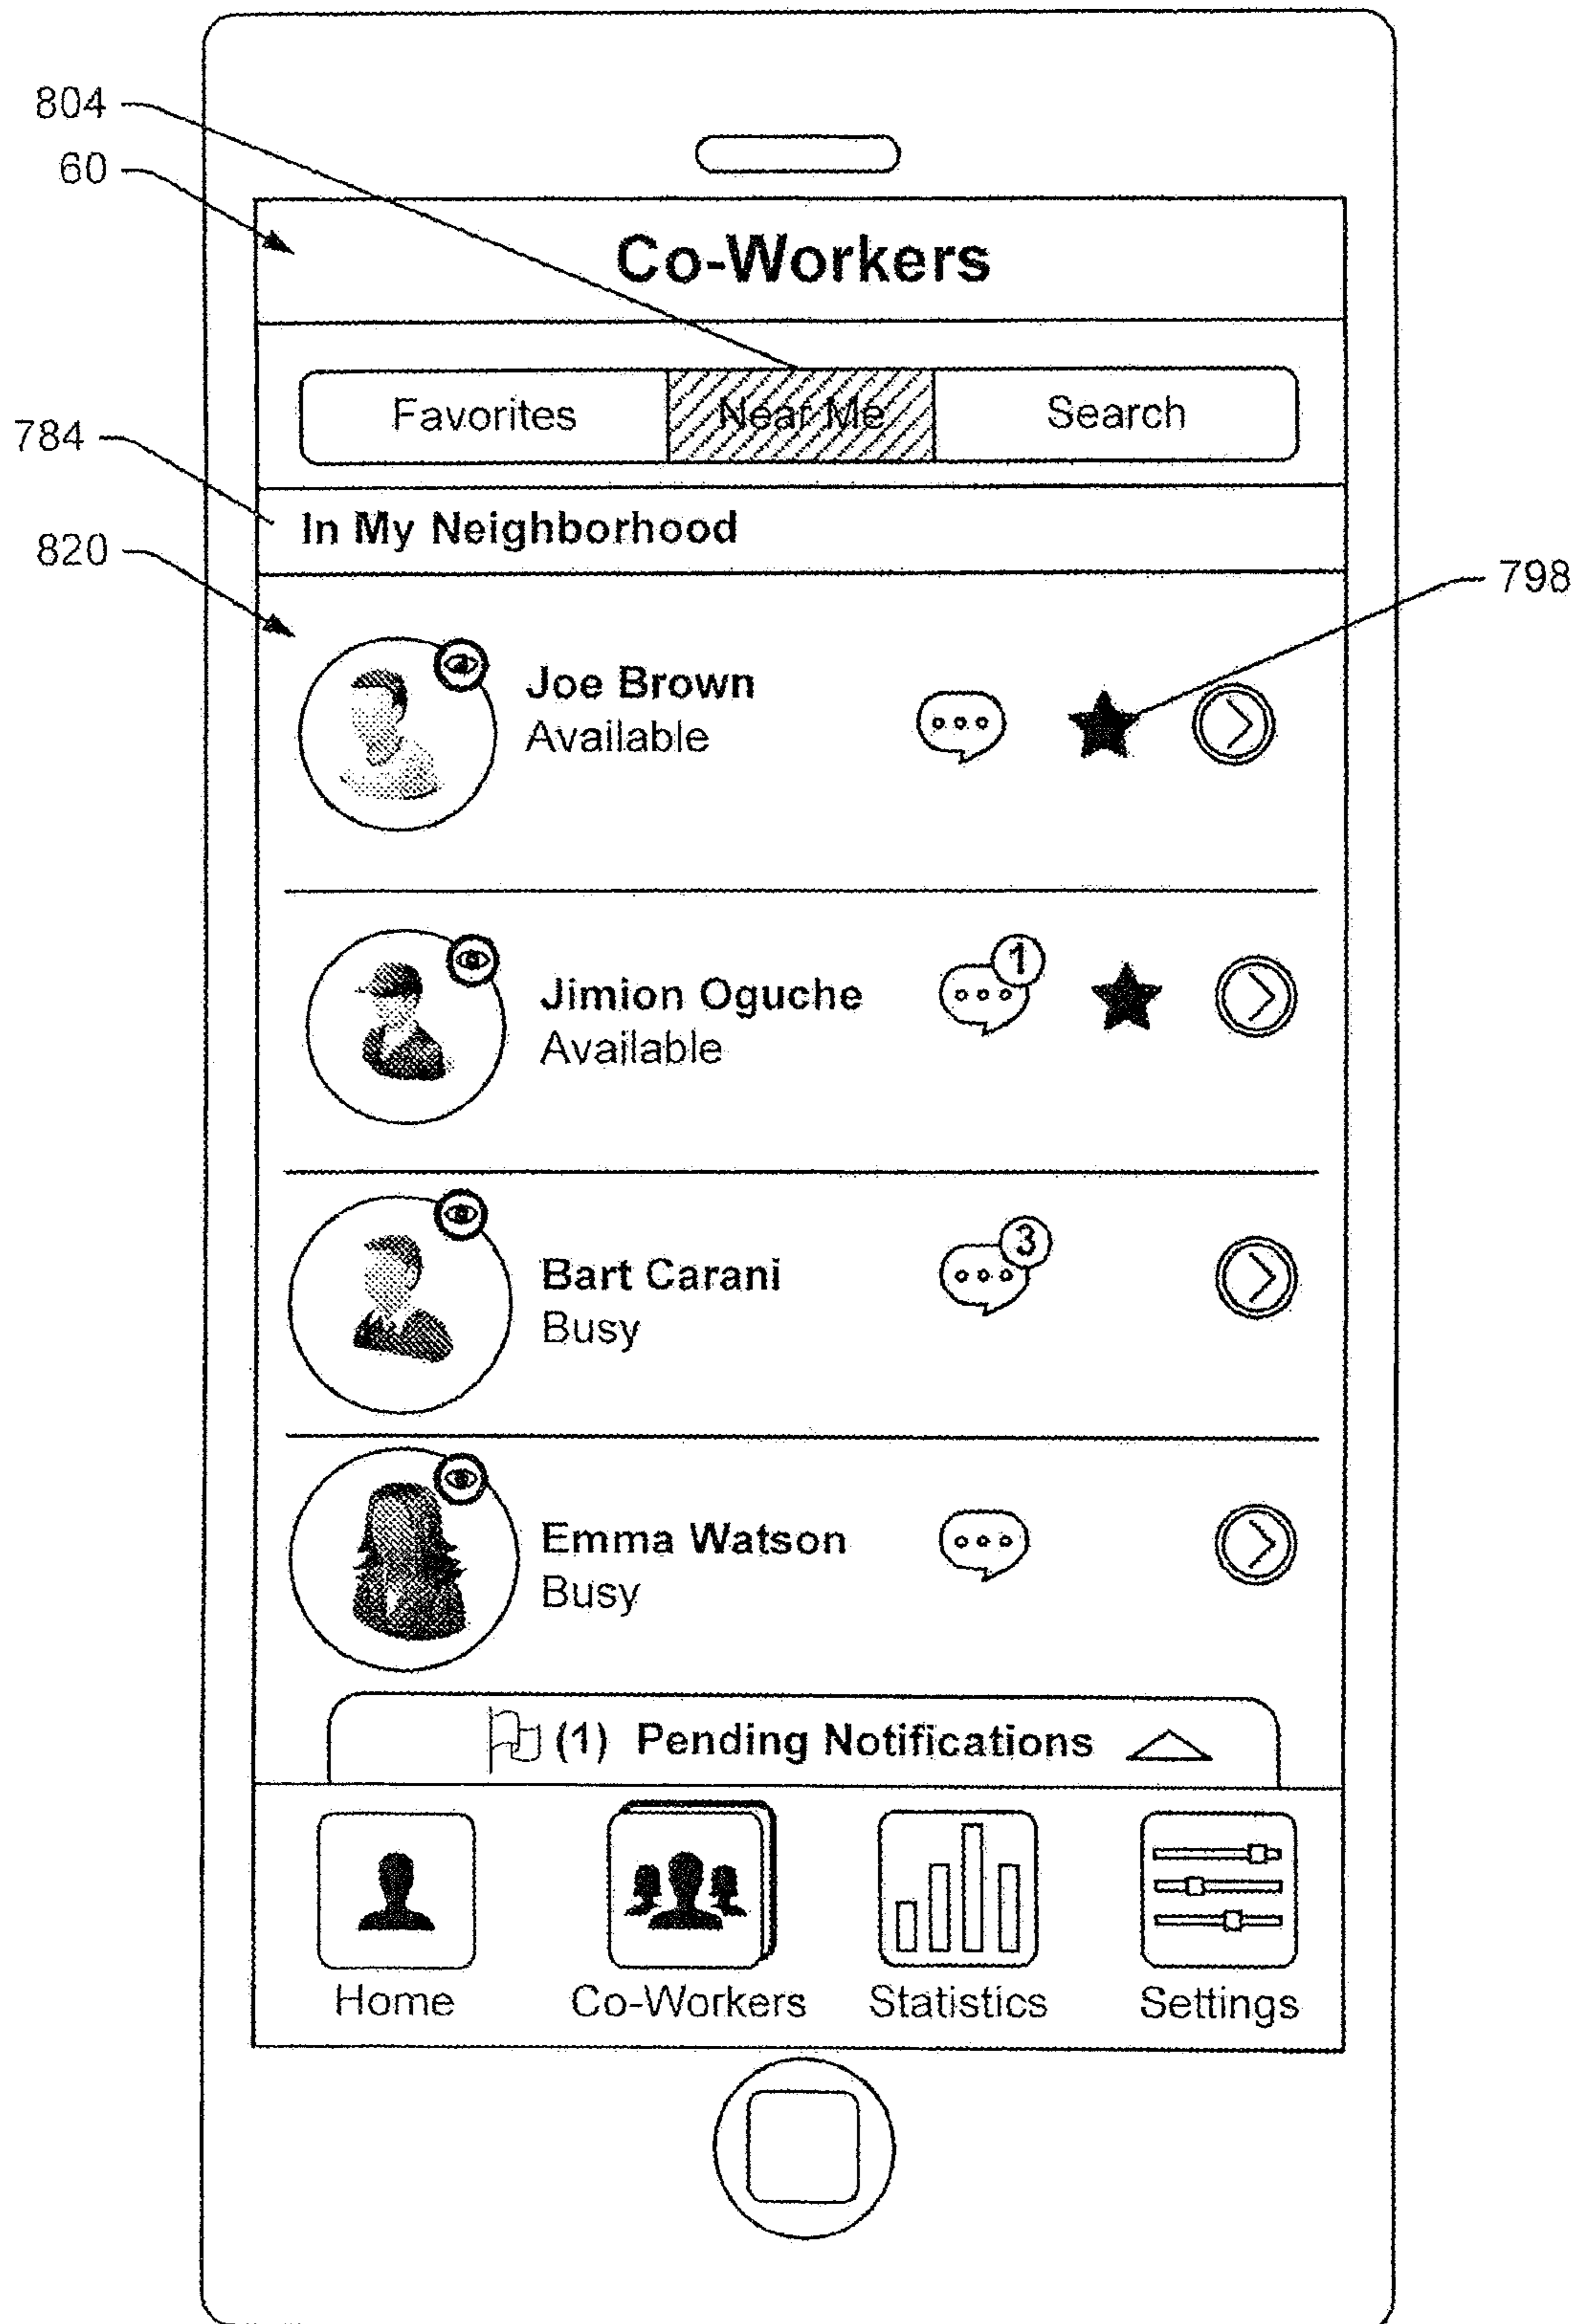 804
60
Co-Workers
Favorites Near Me Search
784
In My Neighborhood
820
798
Joe Brown
Available
1
Jimion Oguche
Available
3
Bart Carani
Busy
Emma Watson
Busy
(1) Pending Notifications
Home Co-Workers Statistics Settings